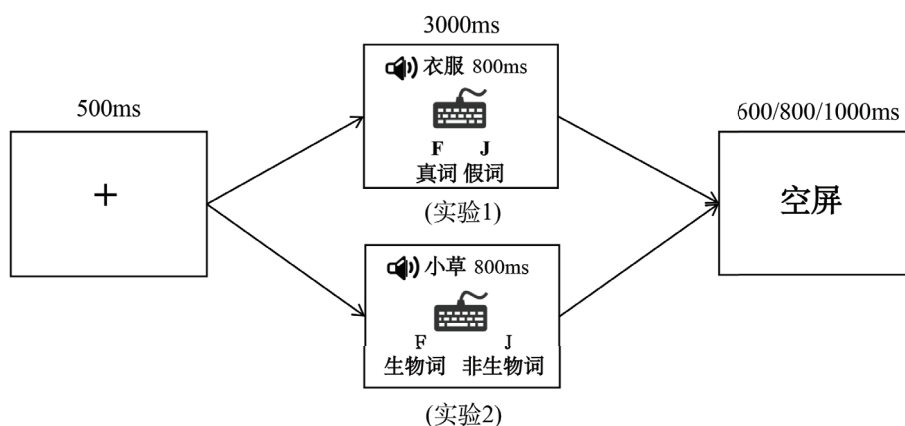 3000ms
衣服 800ms
F J
真词 假词
(实验1)
500ms
+
600/800/1000ms
空屏
小草 800ms
F J
生物词 非生物词
(实验2)